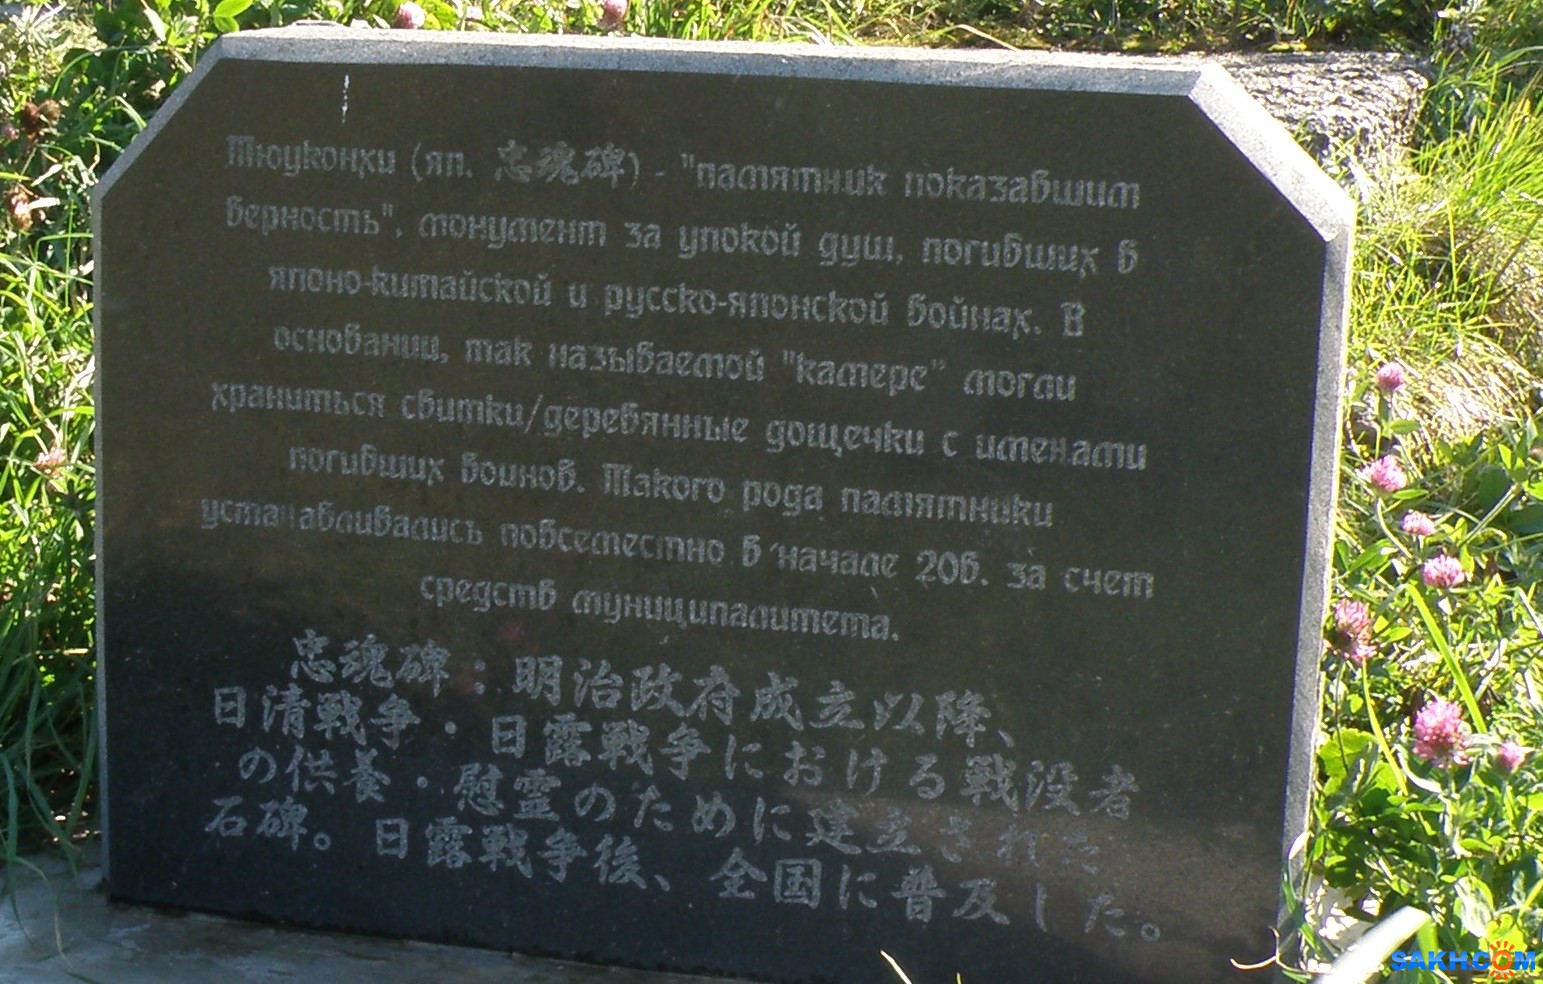 Тюуконхи (яп. 忠魂碑) - "памятник показавшим
верность", монумент за упокой душ, погибших в
японо-китайской и русско-японской войнах. В
основании, так называемой "камере" могли
храниться свитки/деревянные дощечки с именами
погибших воинов. Такого рода памятники
устанавливались повсеместно в начале 20в. за счет
средств муниципалитета.
忠魂碑：明治政府成立以降、
日清戦争・日露戦争における戦没者
の供養・慰霊のために建立された
石碑。日露戦争後、全国に普及した。
SAKH.COM